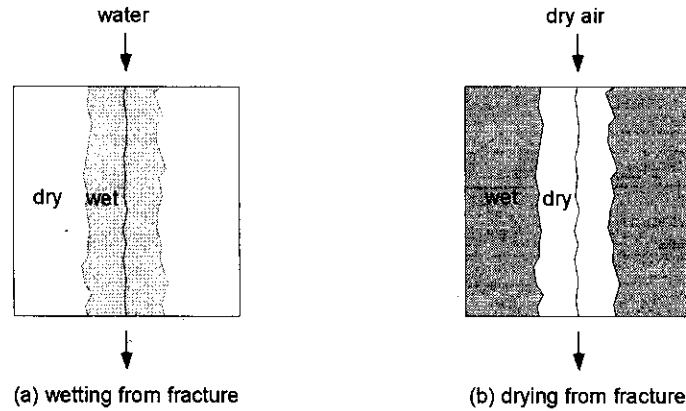 water
dry air
dry
wet
wet
dry
(a) wetting from fracture
(b) drying from fracture